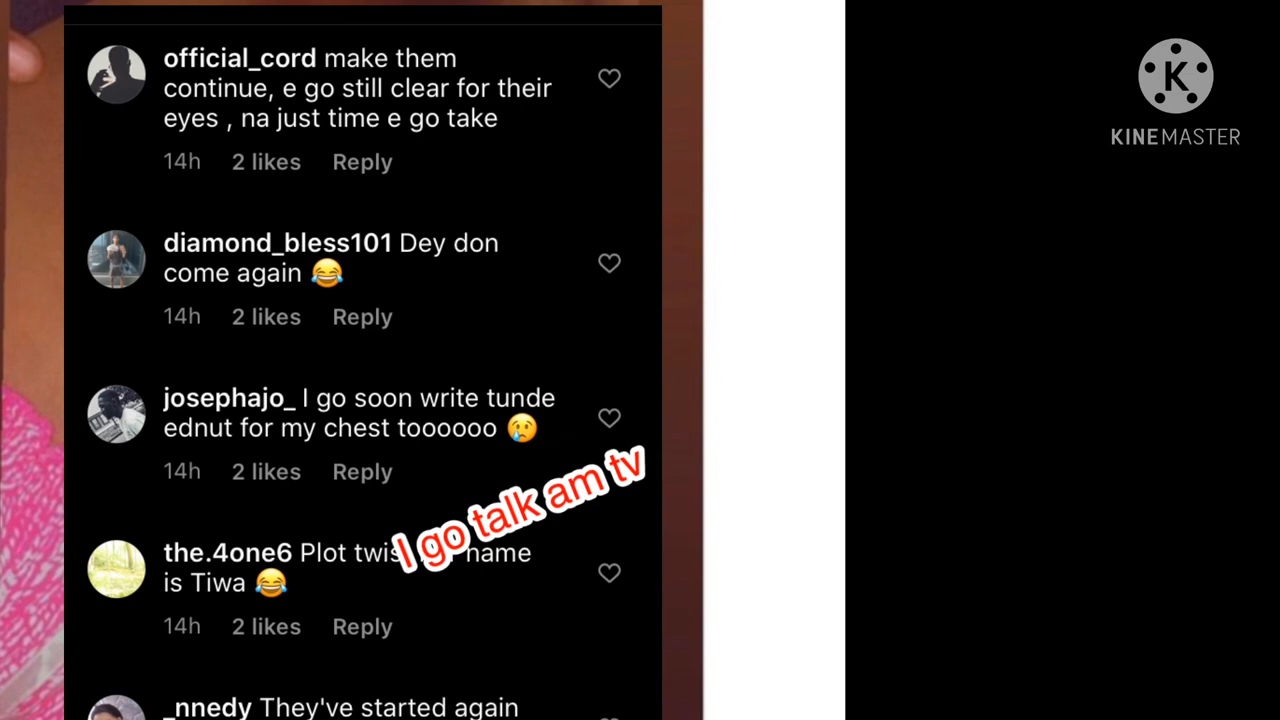 official_cord make them
continue, e go still clear for their
eyes , na just time e go take
14h 2 likes Reply
diamond_bless101 Dey don
come again 😂
14h 2 likes Reply
josephajo_ I go soon write tunde
ednut for my chest toooooo 😢
14h 2 likes Reply
I go talk am tv
the.4one6 Plot name
is Tiwa 😂
14h 2 likes Reply
_nnedy They've started again
K
KINEMASTER